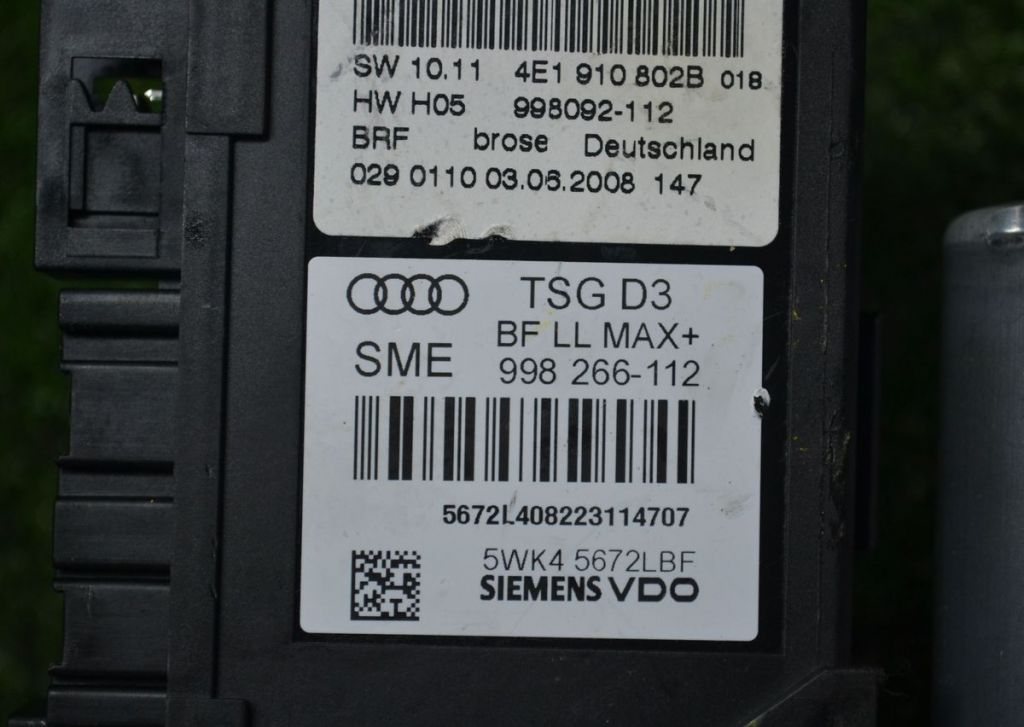 SW 10.11 4E1 910 802B 018
HW H05 998092-112
BRF brose Deutschland
029 0110 03.06.2008 147
TSG D3
BF LL MAX+
SME 998 266-112
5672L408223114707
5WK4 5672LBF
SIEMENS VDO